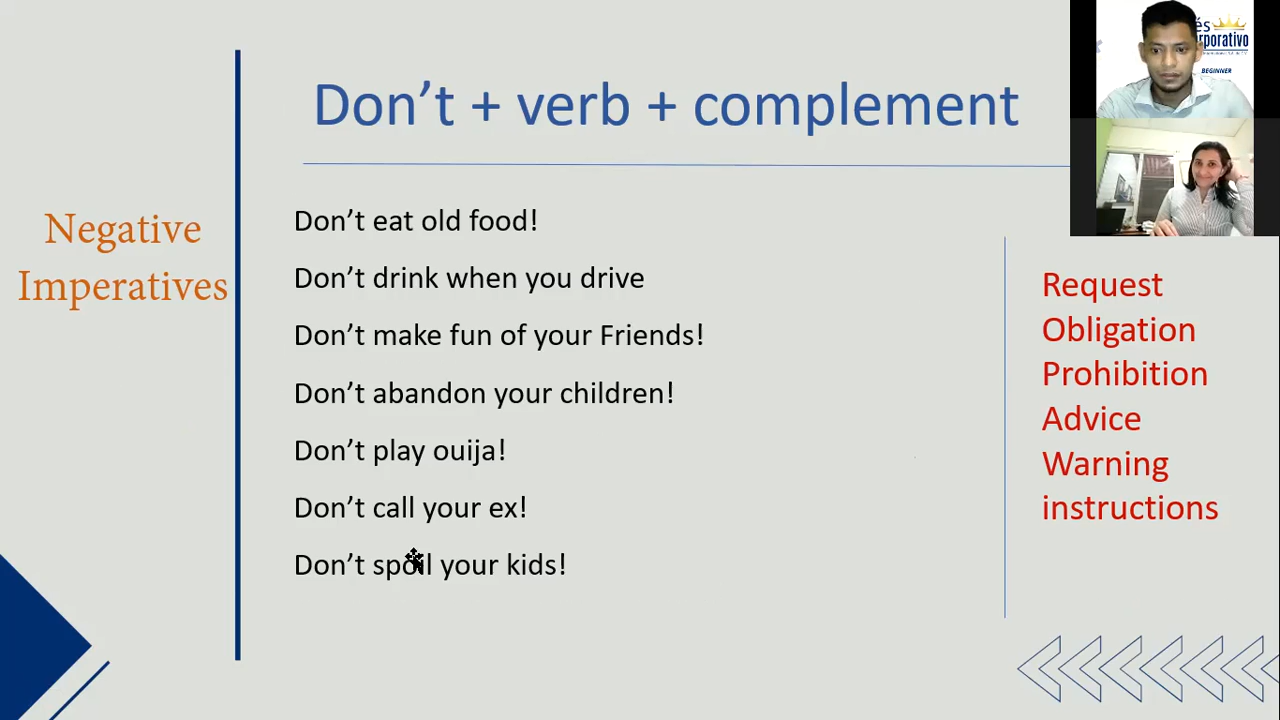 Don't + verb + complement
Negative
Imperatives
Don't eat old food!
Don't drink when you drive
Don't make fun of your Friends!
Don't abandon your children!
Don't play ouija!
Don't call your ex!
Don't spoil your kids!
Request
Obligation
Prohibition
Advice
Warning
instructions
BEGINNER